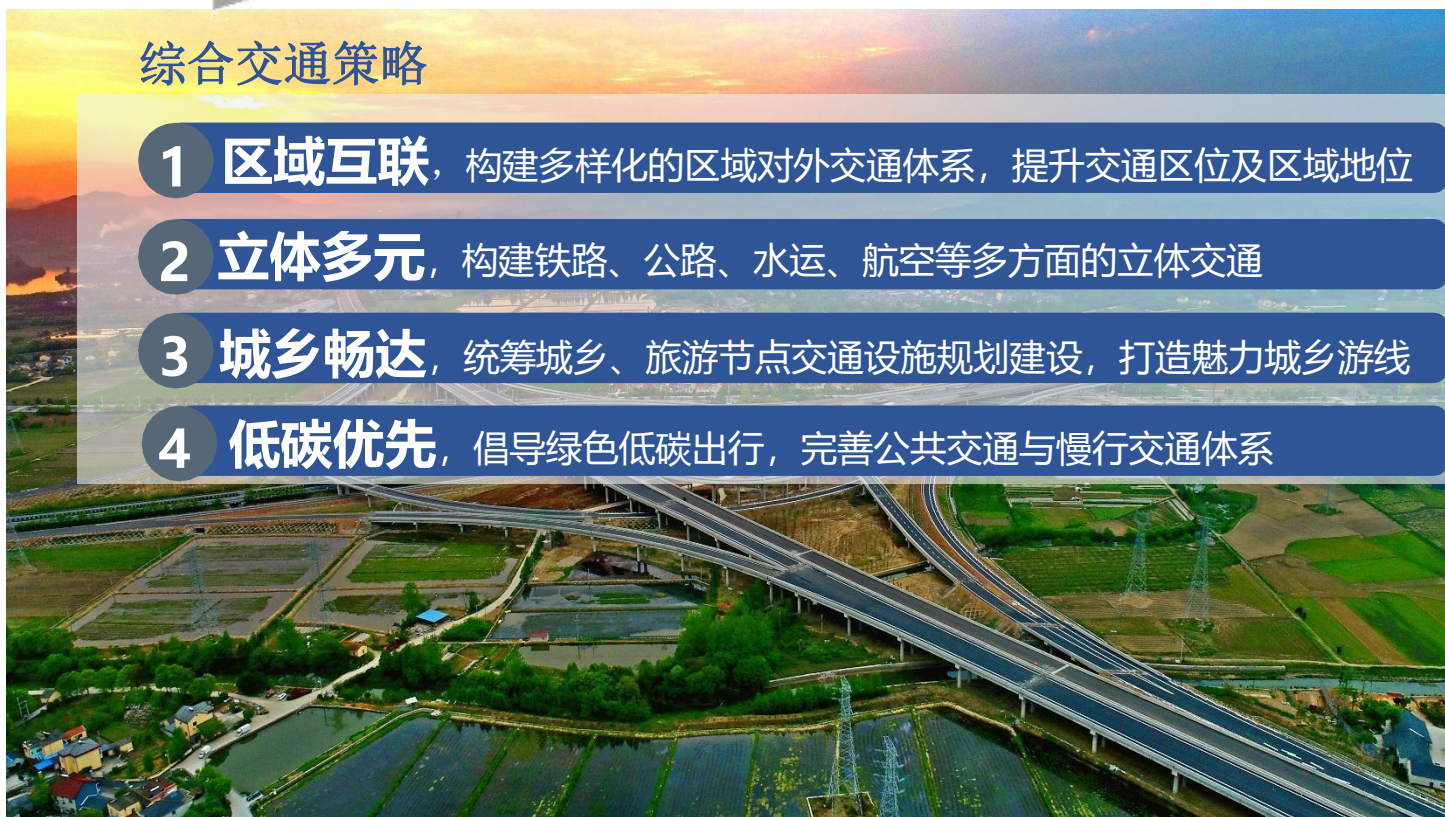 综合交通策略
1 区域互联，构建多样化的区域对外交通体系，提升交通区位及区域地位
2 立体多元，构建铁路、公路、水运、航空等多方面的立体交通
3 城乡畅达，统筹城乡、旅游节点交通设施规划建设，打造魅力城乡游线
4 低碳优先，倡导绿色低碳出行，完善公共交通与慢行交通体系